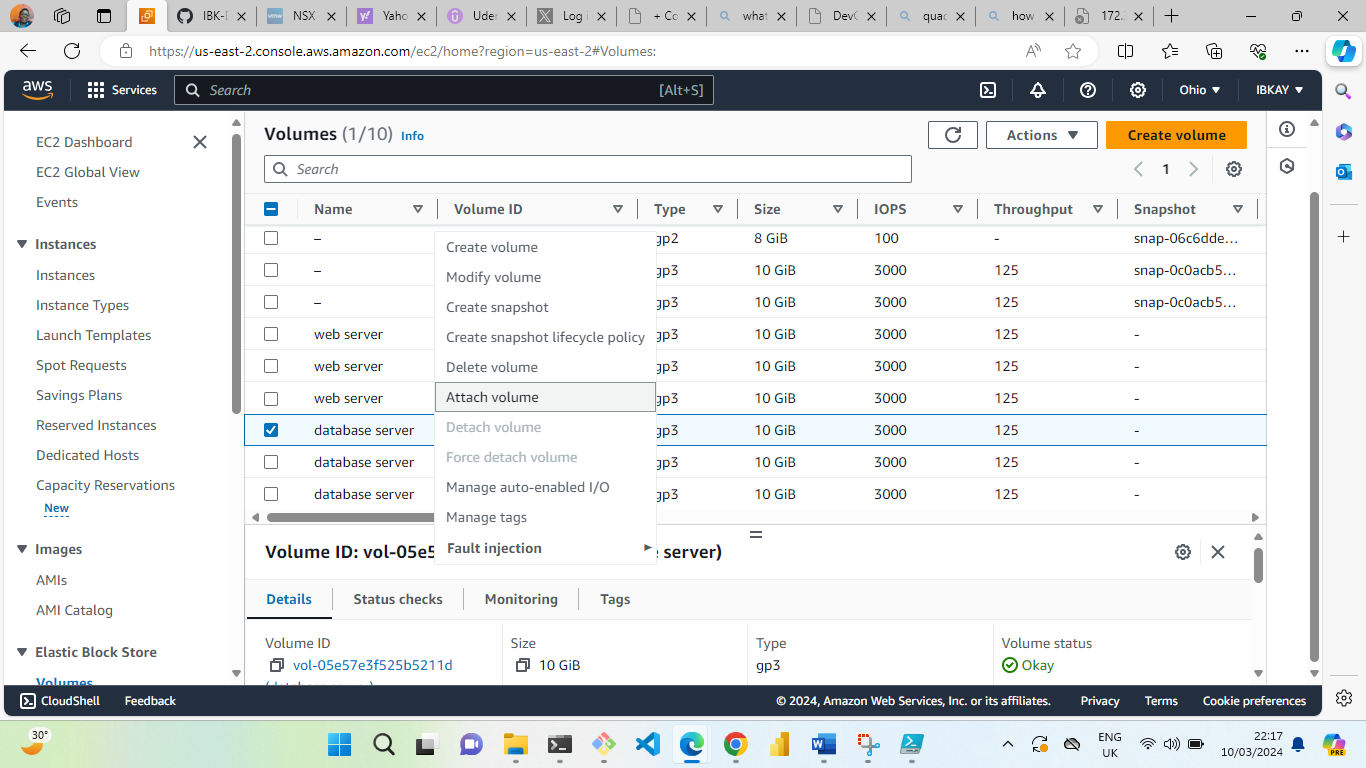 IBK-I
NSX
Yaho
Uder
Log i
+ Co
what
DevC
quac
how
172.
https://us-east-2.console.aws.amazon.com/ec2/home?region=us-east-2#Volumes:
aws
Services
Search
[Alt+S]
Ohio
IBKAY
EC2 Dashboard
EC2 Global View
Events
Instances
Instances
Instance Types
Launch Templates
Spot Requests
Savings Plans
Reserved Instances
Dedicated Hosts
Capacity Reservations
New
Images
AMIs
AMI Catalog
Elastic Block Store
Volumes
Volumes (1/10) Info
Actions
Create volume
Search
1
Name Volume ID Type Size IOPS Throughput Snapshot
– gp2 8 GiB 100 - snap-06c6dde...
– gp3 10 GiB 3000 125 snap-0c0acb5...
– gp3 10 GiB 3000 125 snap-0c0acb5...
web server gp3 10 GiB 3000 125 -
web server gp3 10 GiB 3000 125 -
web server gp3 10 GiB 3000 125 -
database server gp3 10 GiB 3000 125 -
database server gp3 10 GiB 3000 125 -
database server gp3 10 GiB 3000 125 -
Create volume
Modify volume
Create snapshot
Create snapshot lifecycle policy
Delete volume
Attach volume
Detach volume
Force detach volume
Manage auto-enabled I/O
Manage tags
Fault injection
Volume ID: vol-05e5 server)
Details
Status checks
Monitoring
Tags
Volume ID
vol-05e57e3f525b5211d
(database server)
Size
10 GiB
Type
gp3
Volume status
Okay
CloudShell
Feedback
© 2024, Amazon Web Services, Inc. or its affiliates.
Privacy
Terms
Cookie preferences
30°
ENG
UK
22:17
10/03/2024
PRE